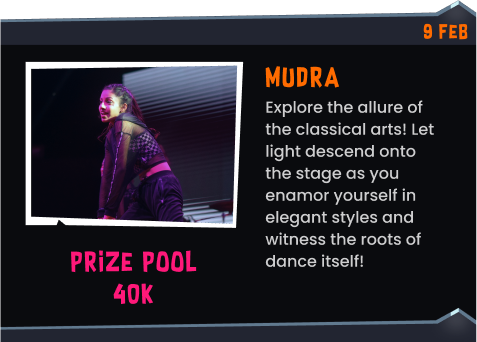 9 FEB
MUDRA
Explore the allure of
the classical arts! Let
light descend onto
the stage as you
enamor yourself in
elegant styles and
witness the roots of
dance itself!
PRiZE POOL
40K